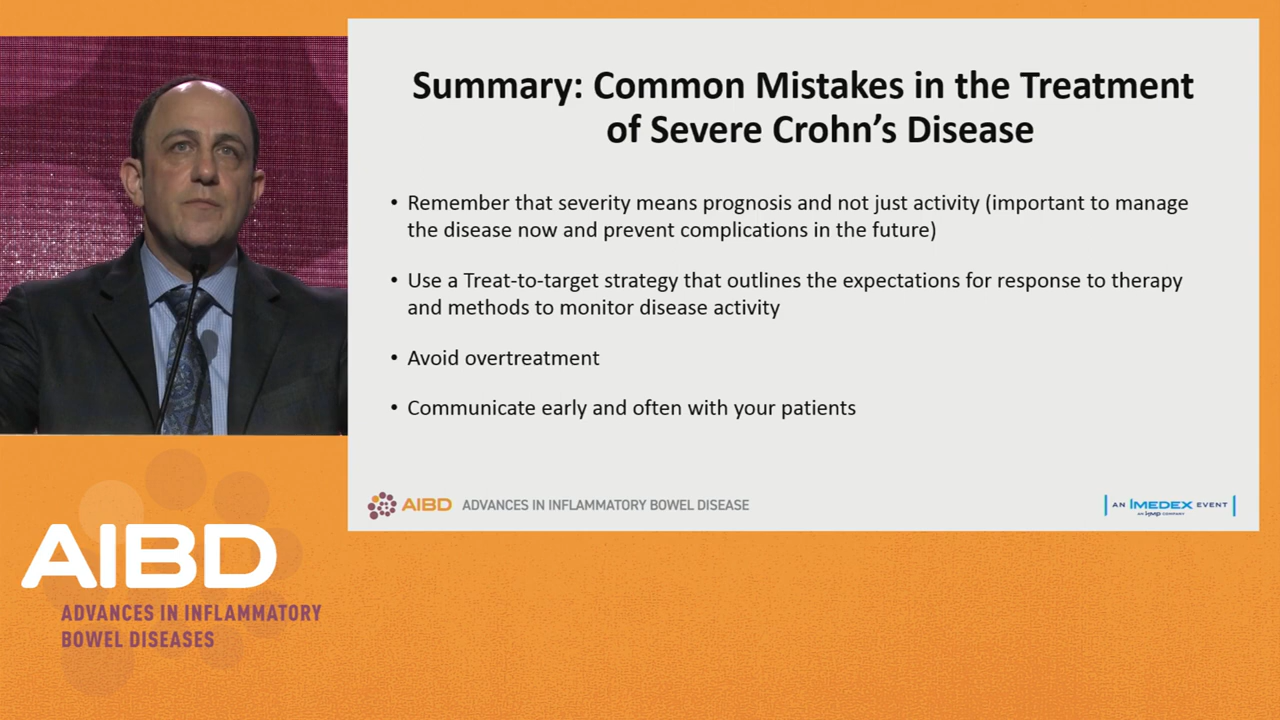 Summary: Common Mistakes in the Treatment
of Severe Crohn’s Disease
• Remember that severity means prognosis and not just activity (important to manage
the disease now and prevent complications in the future)
• Use a Treat-to-target strategy that outlines the expectations for response to therapy
and methods to monitor disease activity
• Avoid overtreatment
• Communicate early and often with your patients
AIBD ADVANCES IN INFLAMMATORY BOWEL DISEASE
AN IMEDEX EVENT
AN COMPANY
AIBD
ADVANCES IN INFLAMMATORY
BOWEL DISEASES